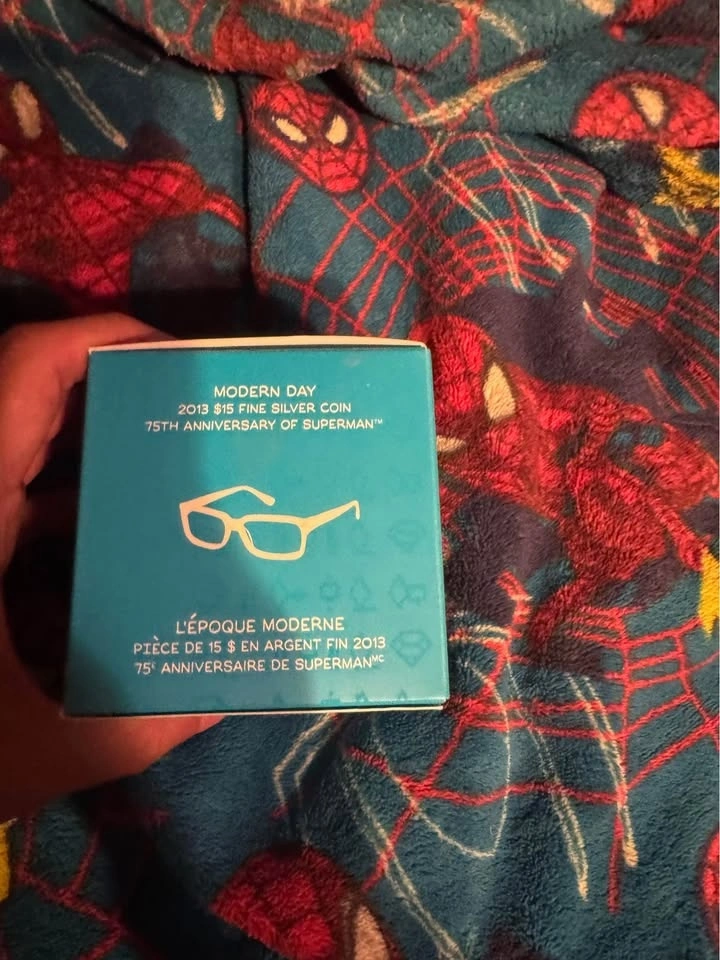 MODERN DAY
2013 $15 FINE SILVER COIN
75TH ANNIVERSARY OF SUPERMAN™
L'ÉPOQUE MODERNE
PIÈCE DE 15 $ EN ARGENT FIN 2013
75ᴱ ANNIVERSAIRE DE SUPERMANᴹᶜ